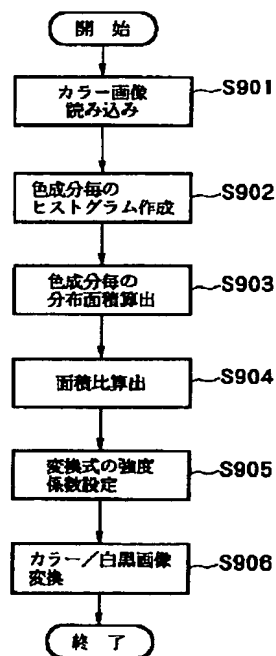 開 始
カラー画像
読み込み
S901
色成分毎の
ヒストグラム作成
S902
色成分毎の
分布面積算出
S903
面積比算出
S904
変換式の強度
係数設定
S905
カラー/白黒画像
変換
S906
終 了